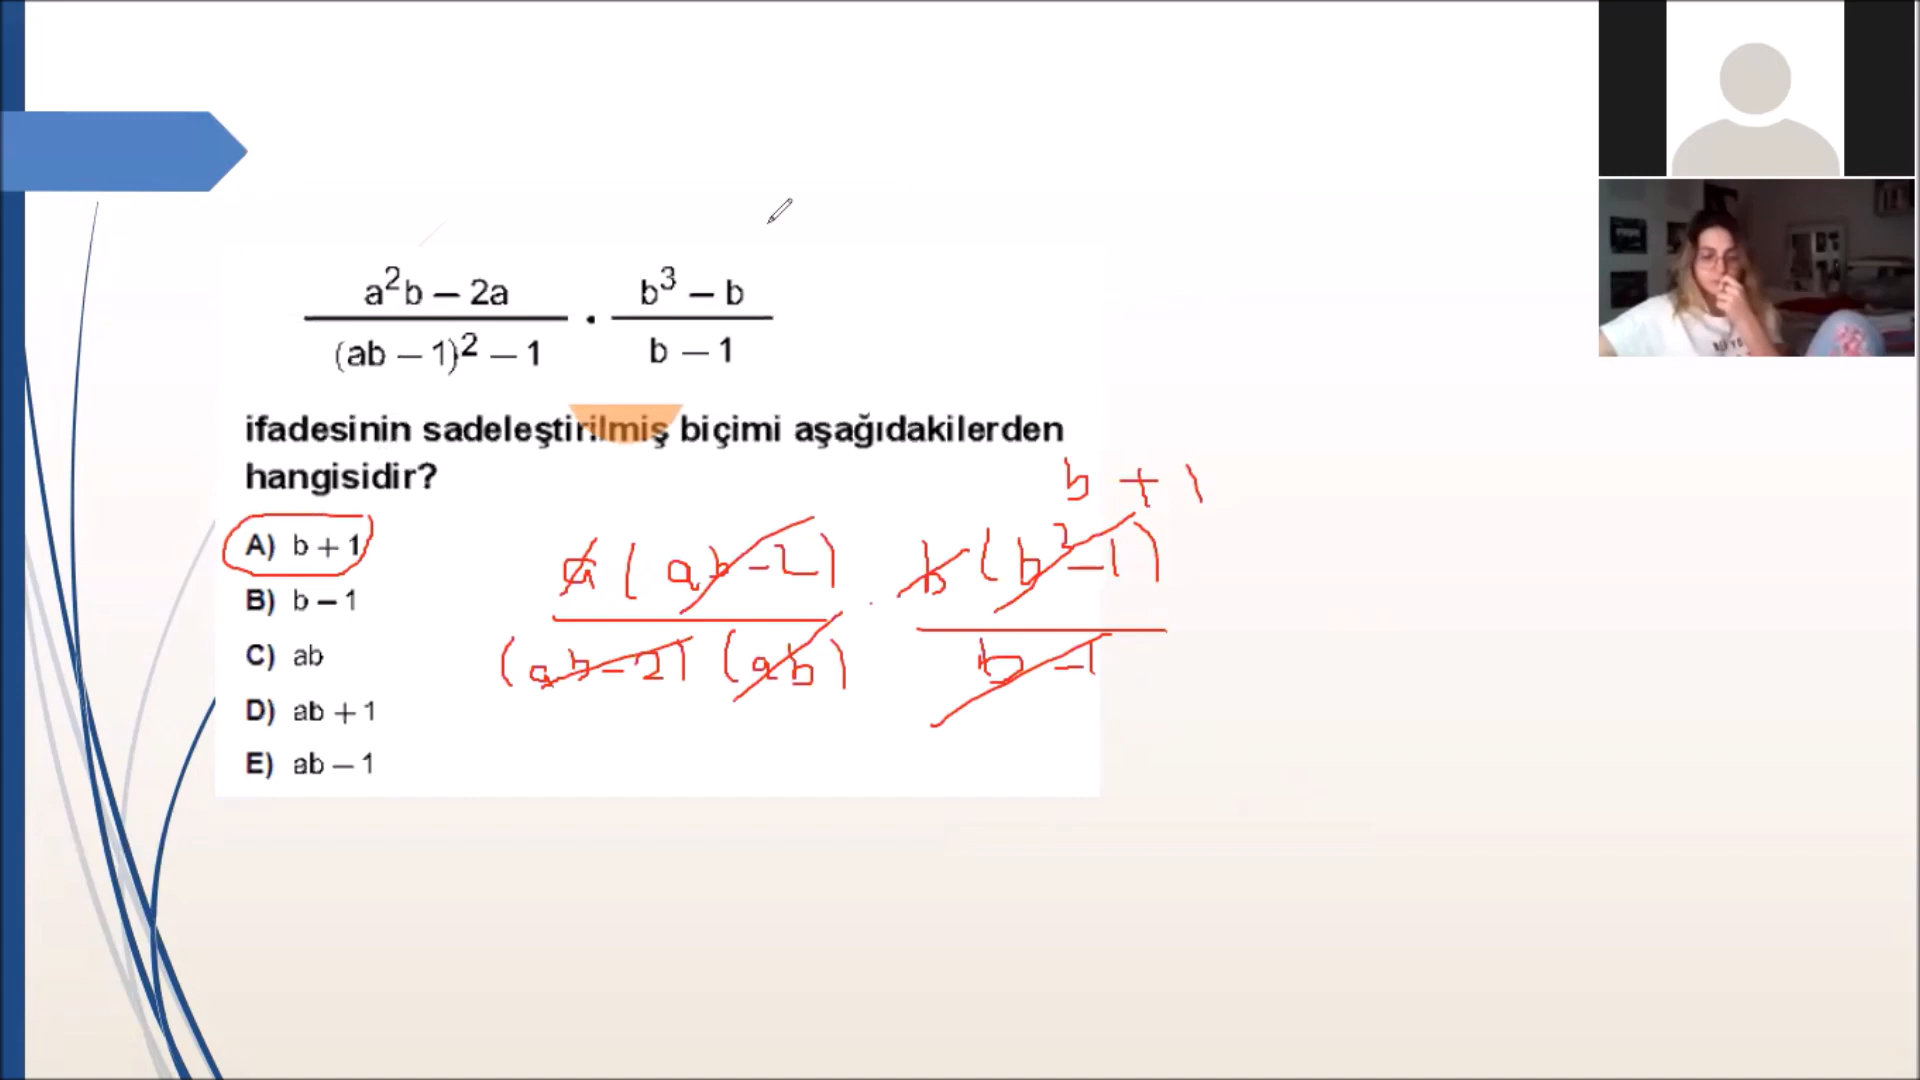 a²b – 2a
(ab – 1)² – 1
·
b³ – b
b – 1
ifadesinin sadeleştirilmiş biçimi aşağıdakilerden
hangisidir?
A) b + 1
B) b – 1
C) ab
D) ab + 1
E) ab – 1
b + 1
a (ab – 2) . b (b² – 1)
(ab – 2) (ab) b – 1